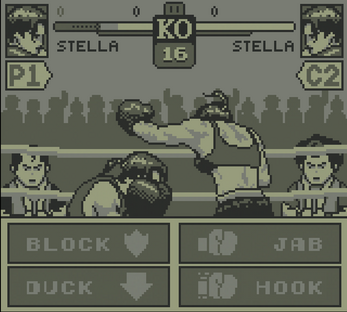 0 0 0
KO
STELLA 16 STELLA
P1 C2
BLOCK JAB
DUCK HOOK